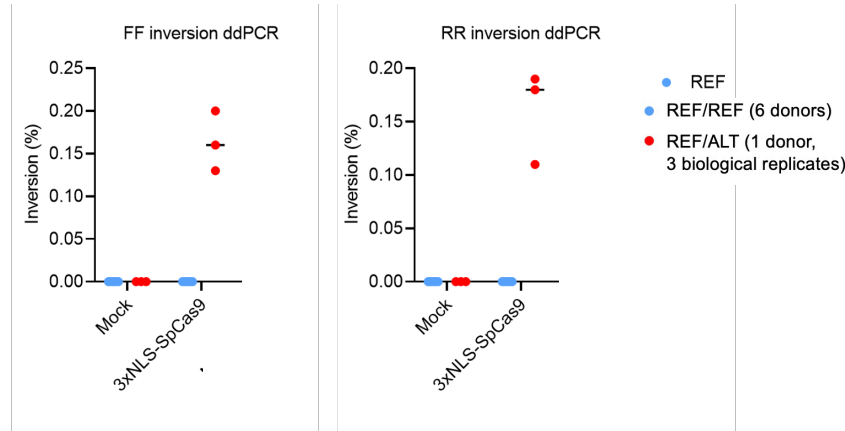 FF inversion ddPCR
Inversion (%)
0.25
0.20
0.15
0.10
0.05
0.00
Mock
3xNLS-SpCas9
RR inversion ddPCR
Inversion (%)
0.20
0.15
0.10
0.05
0.00
Mock
3xNLS-SpCas9
REF
REF/REF (6 donors)
REF/ALT (1 donor,
3 biological replicates)